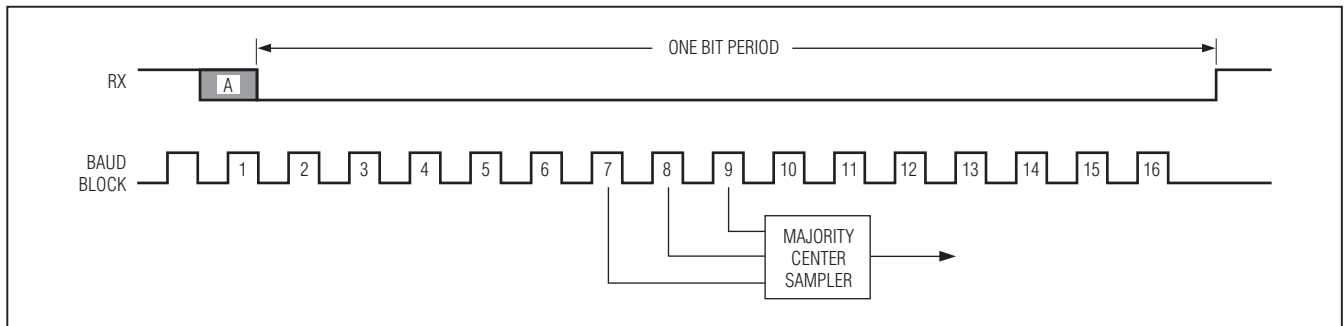 ONE BIT PERIOD
RX
A
BAUD
BLOCK
1 2 3 4 5 6 7 8 9 10 11 12 13 14 15 16
MAJORITY
CENTER
SAMPLER